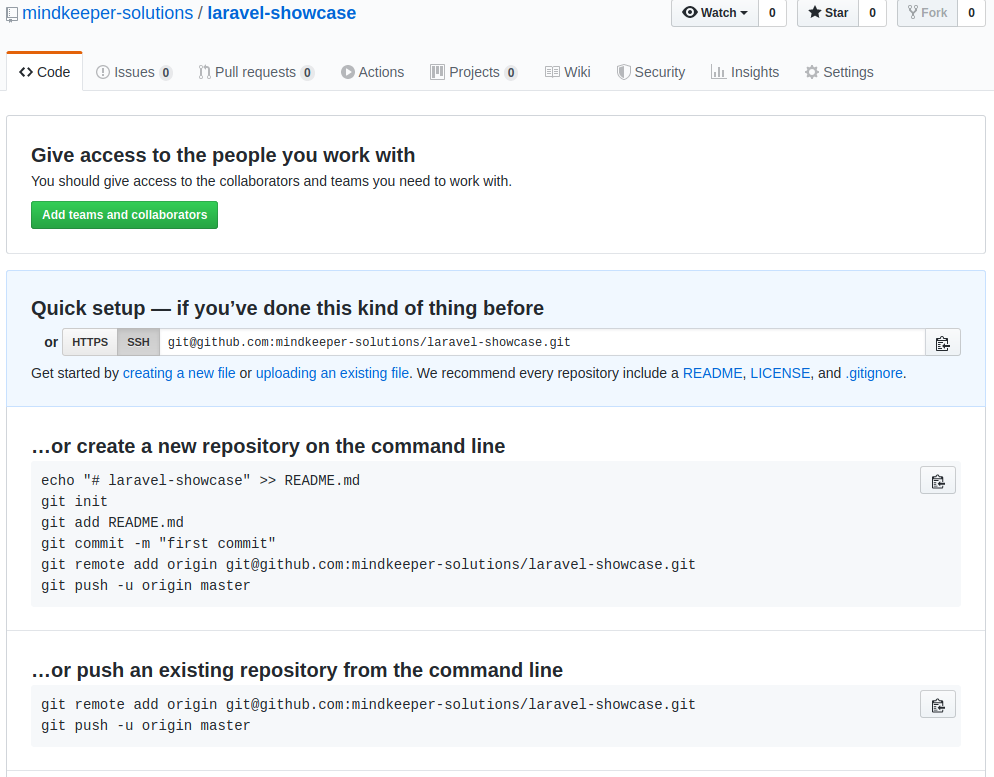 mindkeeper-solutions / laravel-showcase
Watch 0 Star 0 Fork 0
Code Issues 0 Pull requests 0 Actions Projects 0 Wiki Security Insights Settings
Give access to the people you work with
You should give access to the collaborators and teams you need to work with.
Add teams and collaborators
Quick setup — if you’ve done this kind of thing before
or HTTPS SSH git@github.com:mindkeeper-solutions/laravel-showcase.git
Get started by creating a new file or uploading an existing file. We recommend every repository include a README, LICENSE, and .gitignore.
…or create a new repository on the command line
echo "# laravel-showcase" >> README.md
git init
git add README.md
git commit -m "first commit"
git remote add origin git@github.com:mindkeeper-solutions/laravel-showcase.git
git push -u origin master
…or push an existing repository from the command line
git remote add origin git@github.com:mindkeeper-solutions/laravel-showcase.git
git push -u origin master